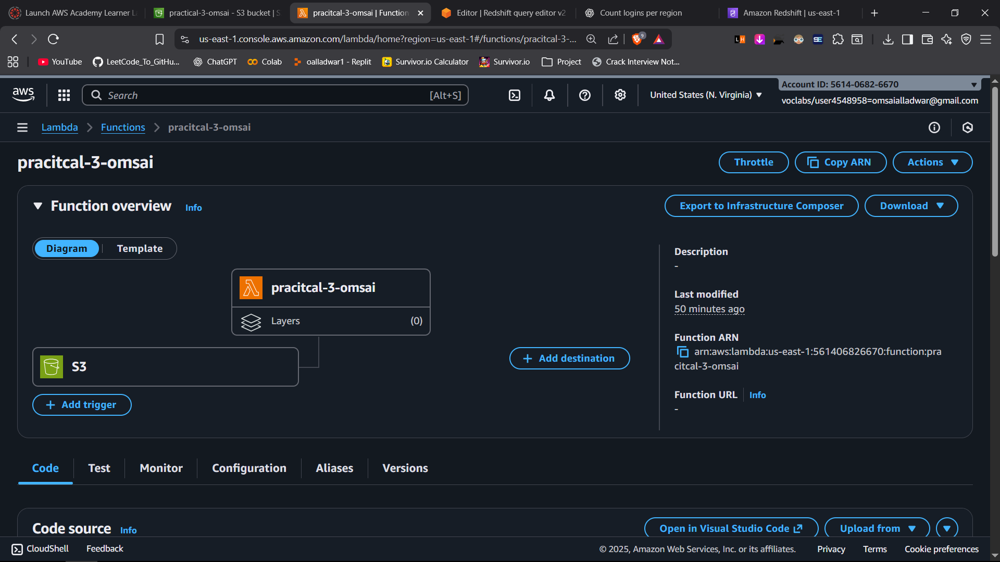 Launch AWS Academy Learner L
practical-3-omsai - S3 bucket | S
pracitcal-3-omsai | Function
Editor | Redshift query editor v2
Count logins per region
Amazon Redshift | us-east-1
us-east-1.console.aws.amazon.com/lambda/home?region=us-east-1#/functions/pracitcal-3-...
9
LH
SE
YouTube
LeetCode_To_GitHu...
ChatGPT
Colab
oalladwar1 - Replit
Survivor.io Calculator
Survivor.io
Project
Crack Interview Not...
aws
Search
[Alt+S]
United States (N. Virginia)
Account ID: 5614-0682-6670
voclabs/user4548958=omsaialladwar@gmail.com
Lambda
Functions
pracitcal-3-omsai
pracitcal-3-omsai
Throttle
Copy ARN
Actions
Function overview
Info
Export to Infrastructure Composer
Download
Diagram
Template
pracitcal-3-omsai
Layers
(0)
S3
Add trigger
Add destination
Description
-
Last modified
50 minutes ago
Function ARN
arn:aws:lambda:us-east-1:561406826670:function:pra
citcal-3-omsai
Function URL
Info
-
Code
Test
Monitor
Configuration
Aliases
Versions
Code source
Info
Open in Visual Studio Code
Upload from
CloudShell
Feedback
© 2025, Amazon Web Services, Inc. or its affiliates.
Privacy
Terms
Cookie preferences